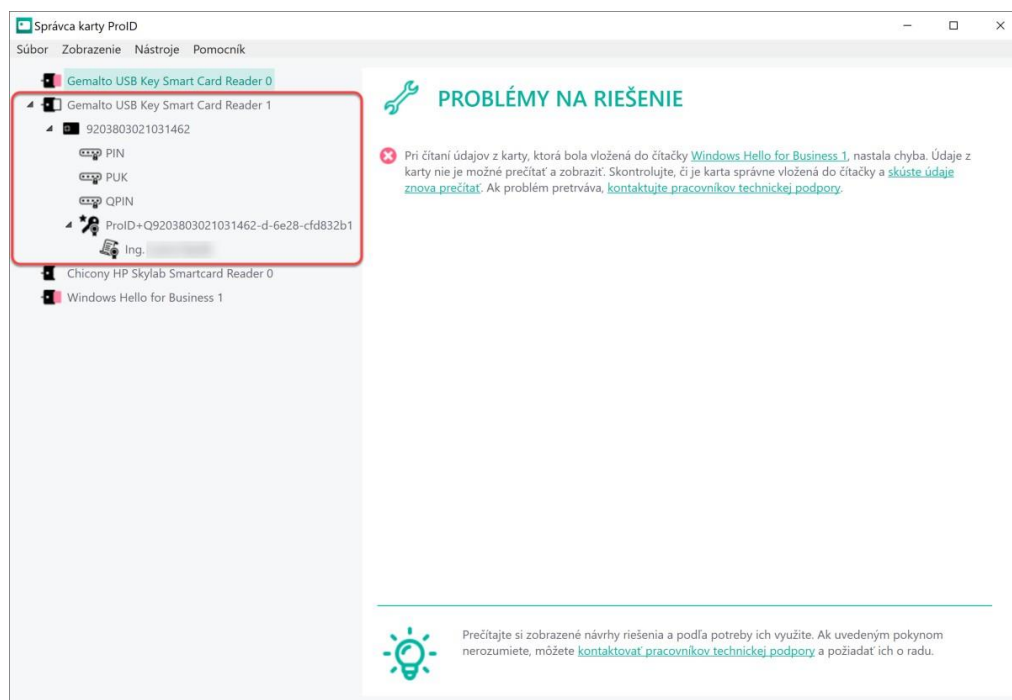 Správca karty ProID
Súbor Zobrazenie Nástroje Pomocník
Gemalto USB Key Smart Card Reader 0
Gemalto USB Key Smart Card Reader 1
9203803021031462
PIN
PUK
QPIN
ProID+Q9203803021031462-d-6e28-cfd832b1
Ing.
Chicony HP Skylab Smartcard Reader 0
Windows Hello for Business 1
PROBLÉMY NA RIEŠENIE
Pri čítaní údajov z karty, ktorá bola vložená do čítačky Windows Hello for Business 1, nastala chyba. Údaje z
karty nie je možné prečítať a zobraziť. Skontrolujte, či je karta správne vložená do čítačky a skúste údaje
znova prečítať. Ak problém pretrváva, kontaktujte pracovníkov technickej podpory.
Prečítajte si zobrazené návrhy riešenia a podľa potreby ich využite. Ak uvedeným pokynom
nerozumiete, môžete kontaktovať pracovníkov technickej podpory a požiadať ich o radu.